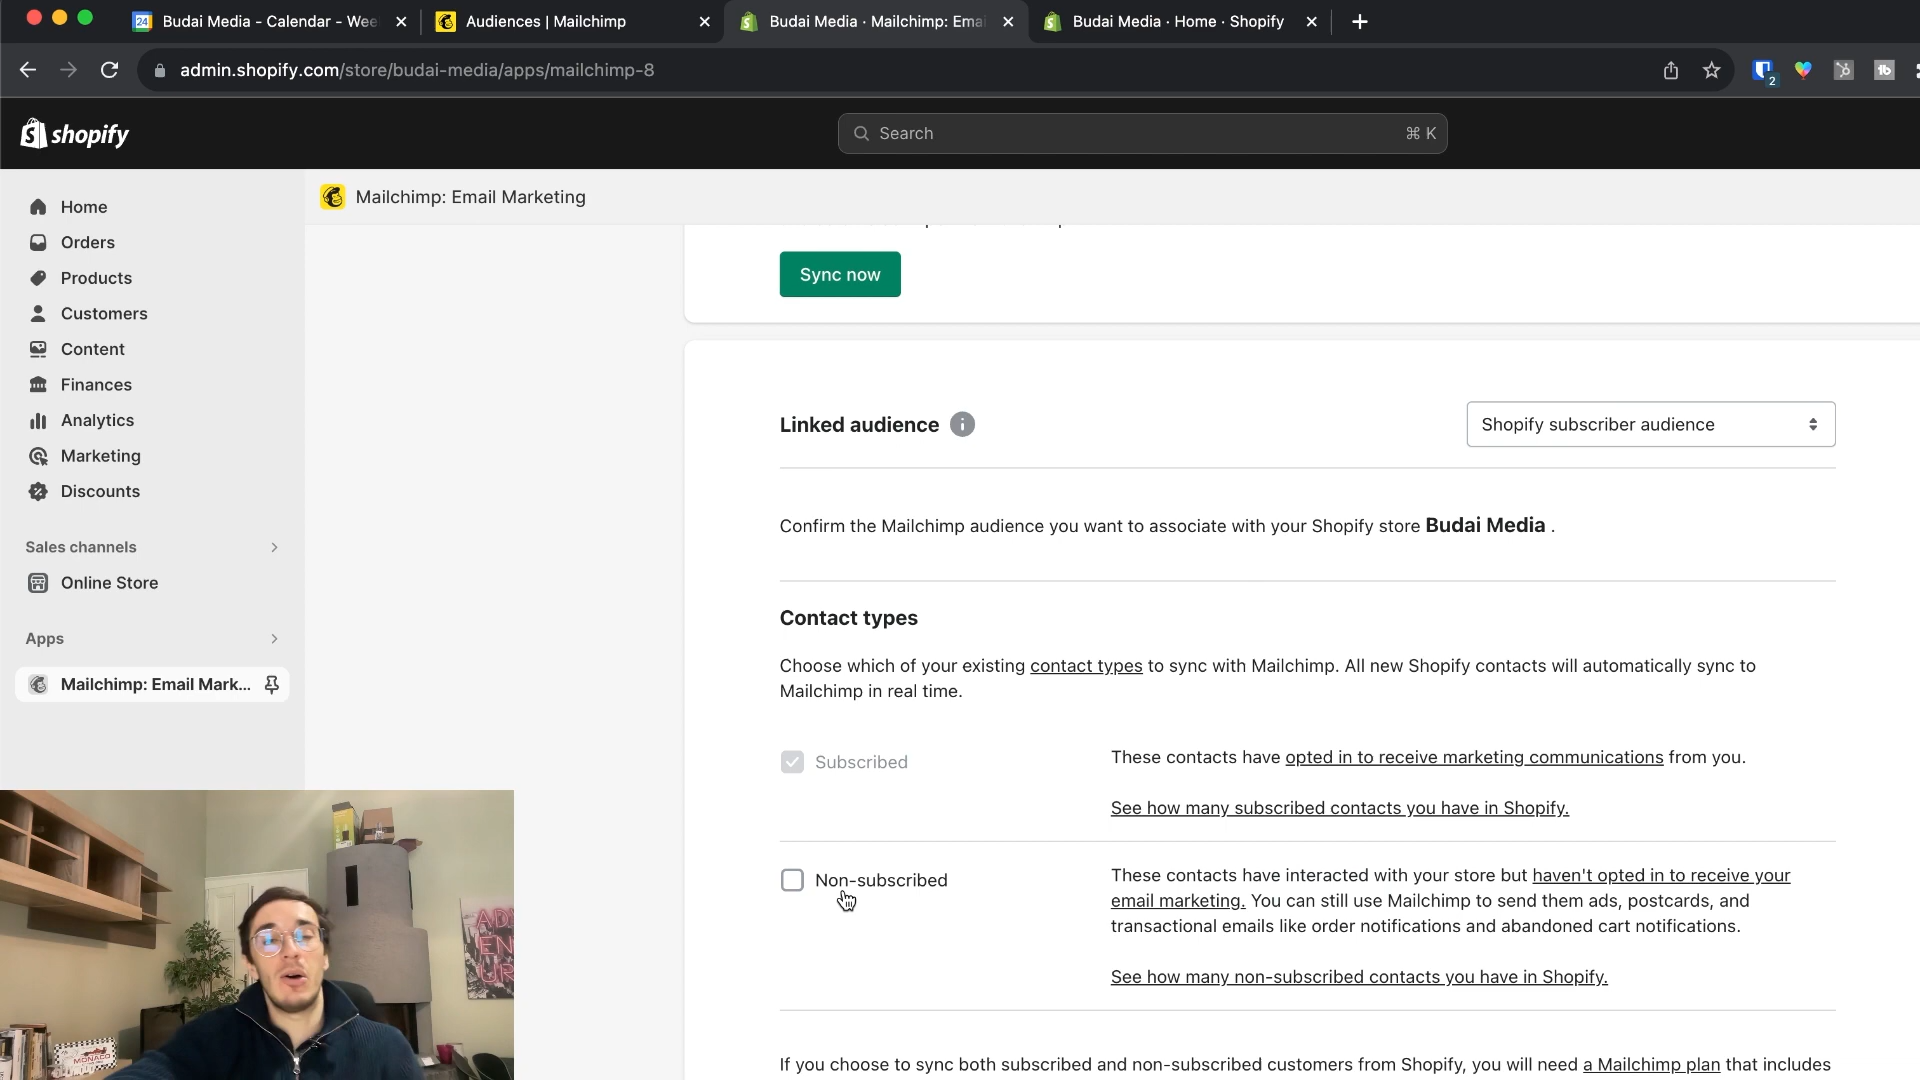 Budai Media - Calendar - Wee
Audiences | Mailchimp
Budai Media · Mailchimp: Emai
Budai Media · Home · Shopify
admin.shopify.com/store/budai-media/apps/mailchimp-8
2
shopify
Search
⌘ K
Mailchimp: Email Marketing
Home
Orders
Products
Customers
Content
Finances
Analytics
Marketing
Discounts
Sales channels
Online Store
Apps
Mailchimp: Email Mark...
Sync now
Linked audience
Shopify subscriber audience
Confirm the Mailchimp audience you want to associate with your Shopify store Budai Media .
Contact types
Choose which of your existing contact types to sync with Mailchimp. All new Shopify contacts will automatically sync to
Mailchimp in real time.
Subscribed
These contacts have opted in to receive marketing communications from you.
See how many subscribed contacts you have in Shopify.
Non-subscribed
These contacts have interacted with your store but haven't opted in to receive your
email marketing. You can still use Mailchimp to send them ads, postcards, and
transactional emails like order notifications and abandoned cart notifications.
See how many non-subscribed contacts you have in Shopify.
If you choose to sync both subscribed and non-subscribed customers from Shopify, you will need a Mailchimp plan that includes
MONACO